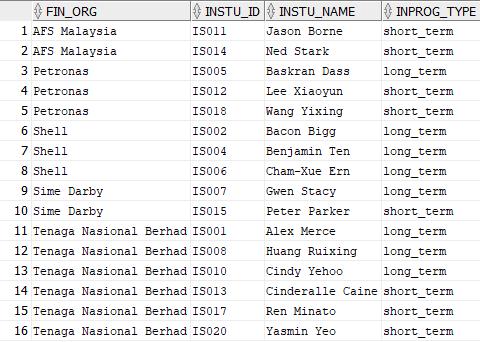 FIN_ORG INSTU_ID INSTU_NAME INPROG_TYPE
1 AFS Malaysia IS011 Jason Borne short_term
2 AFS Malaysia IS014 Ned Stark short_term
3 Petronas IS005 Baskran Dass long_term
4 Petronas IS012 Lee Xiaoyun short_term
5 Petronas IS018 Wang Yixing short_term
6 Shell IS002 Bacon Bigg long_term
7 Shell IS004 Benjamin Ten long_term
8 Shell IS006 Cham-Xue Ern long_term
9 Sime Darby IS007 Gwen Stacy long_term
10 Sime Darby IS015 Peter Parker short_term
11 Tenaga Nasional Berhad IS001 Alex Merce long_term
12 Tenaga Nasional Berhad IS008 Huang Ruixing long_term
13 Tenaga Nasional Berhad IS010 Cindy Yehoo long_term
14 Tenaga Nasional Berhad IS013 Cinderalle Caine short_term
15 Tenaga Nasional Berhad IS017 Ren Minato short_term
16 Tenaga Nasional Berhad IS020 Yasmin Yeo short_term